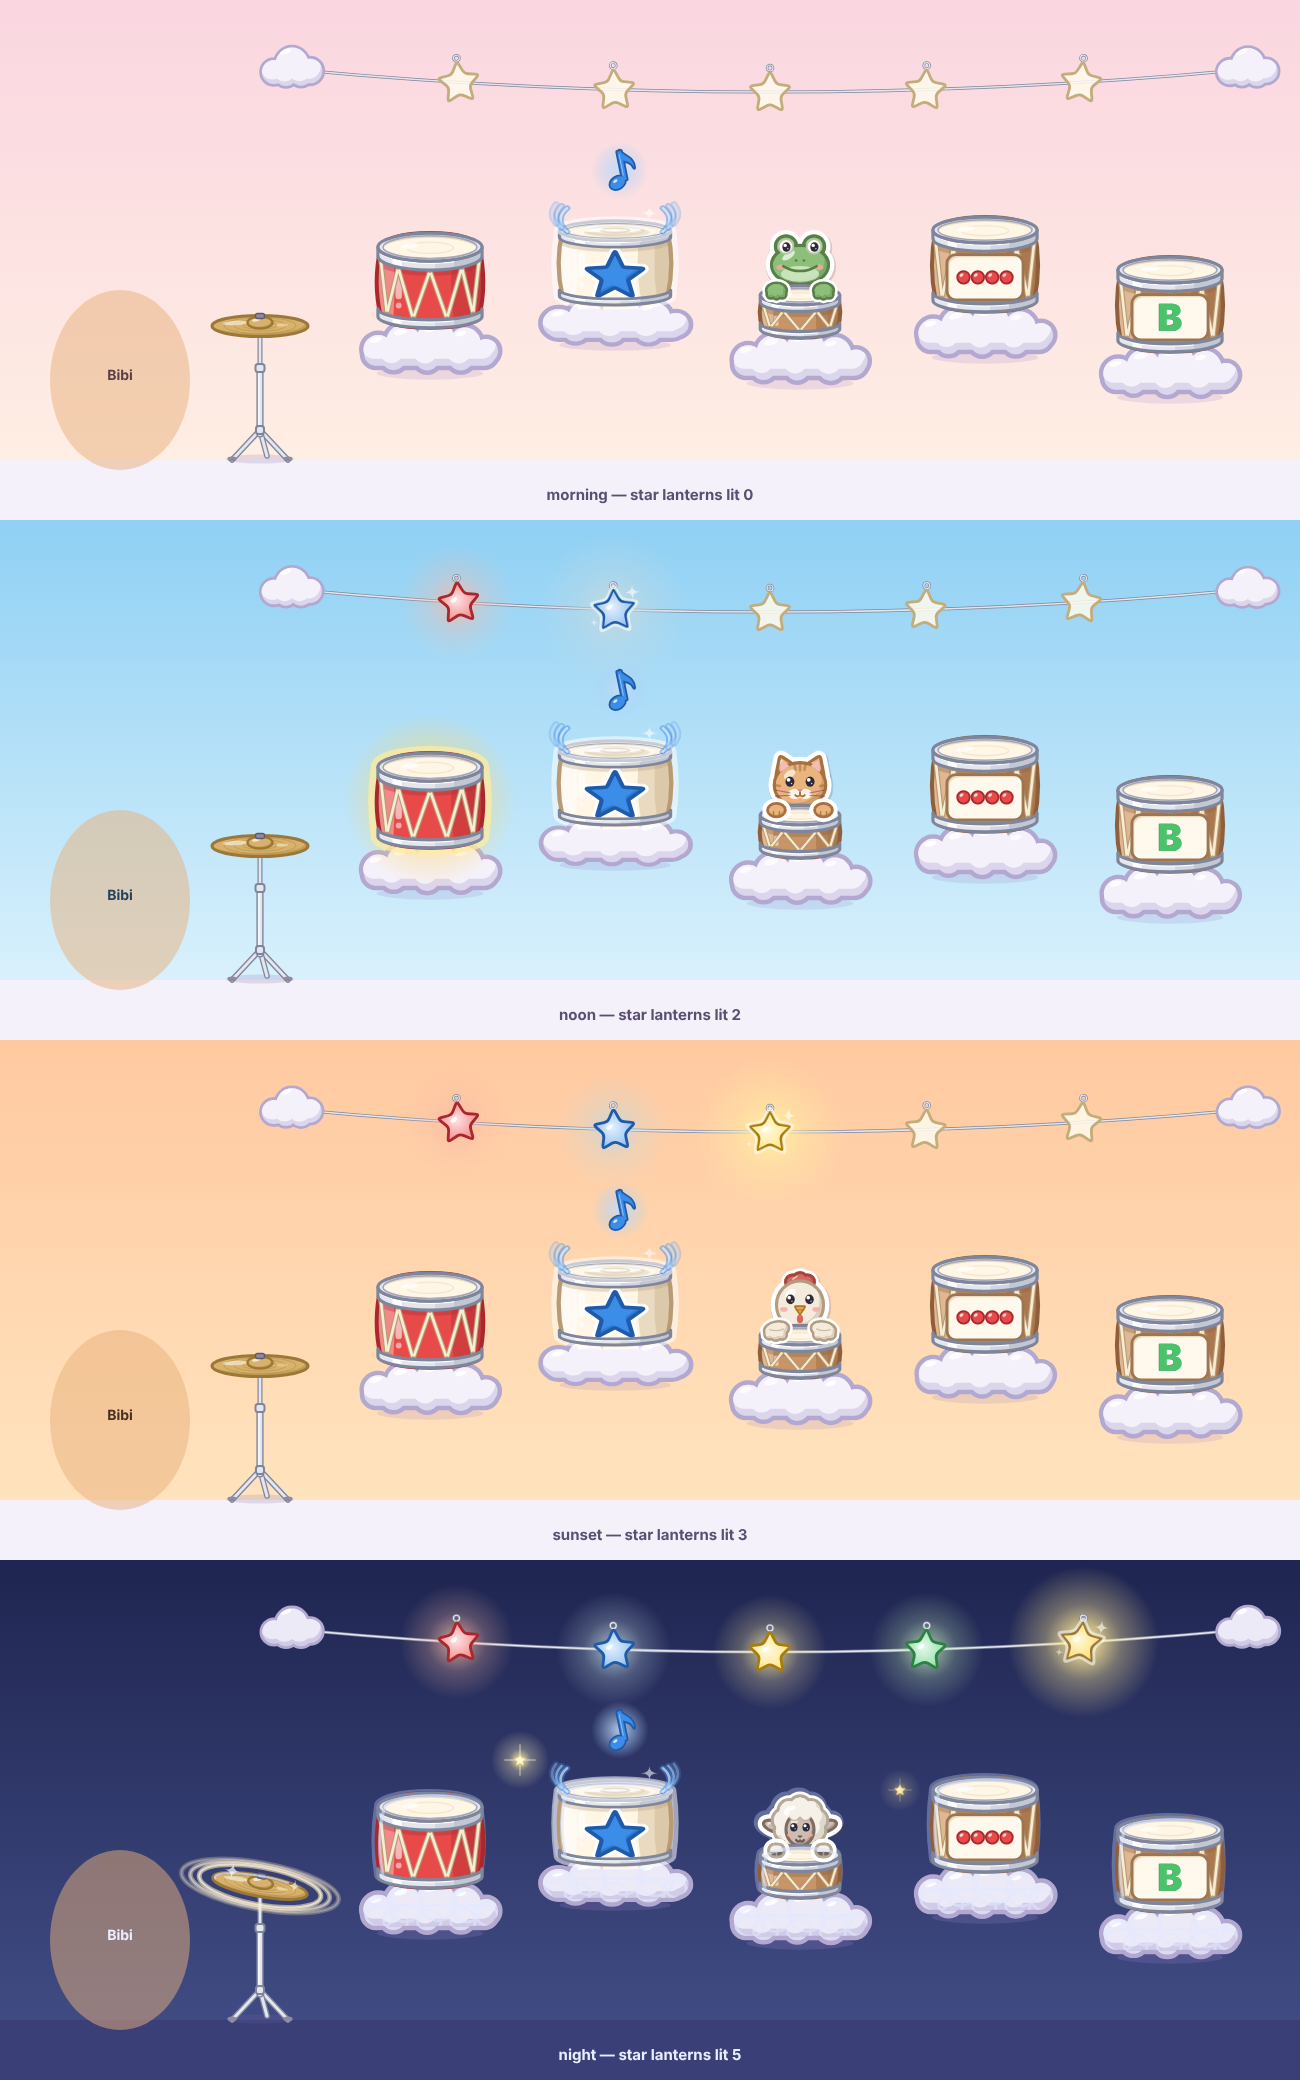 Bibi
B
morning — star lanterns lit 0
Bibi
B
noon — star lanterns lit 2
Bibi
B
sunset — star lanterns lit 3
Bibi
B
night — star lanterns lit 5